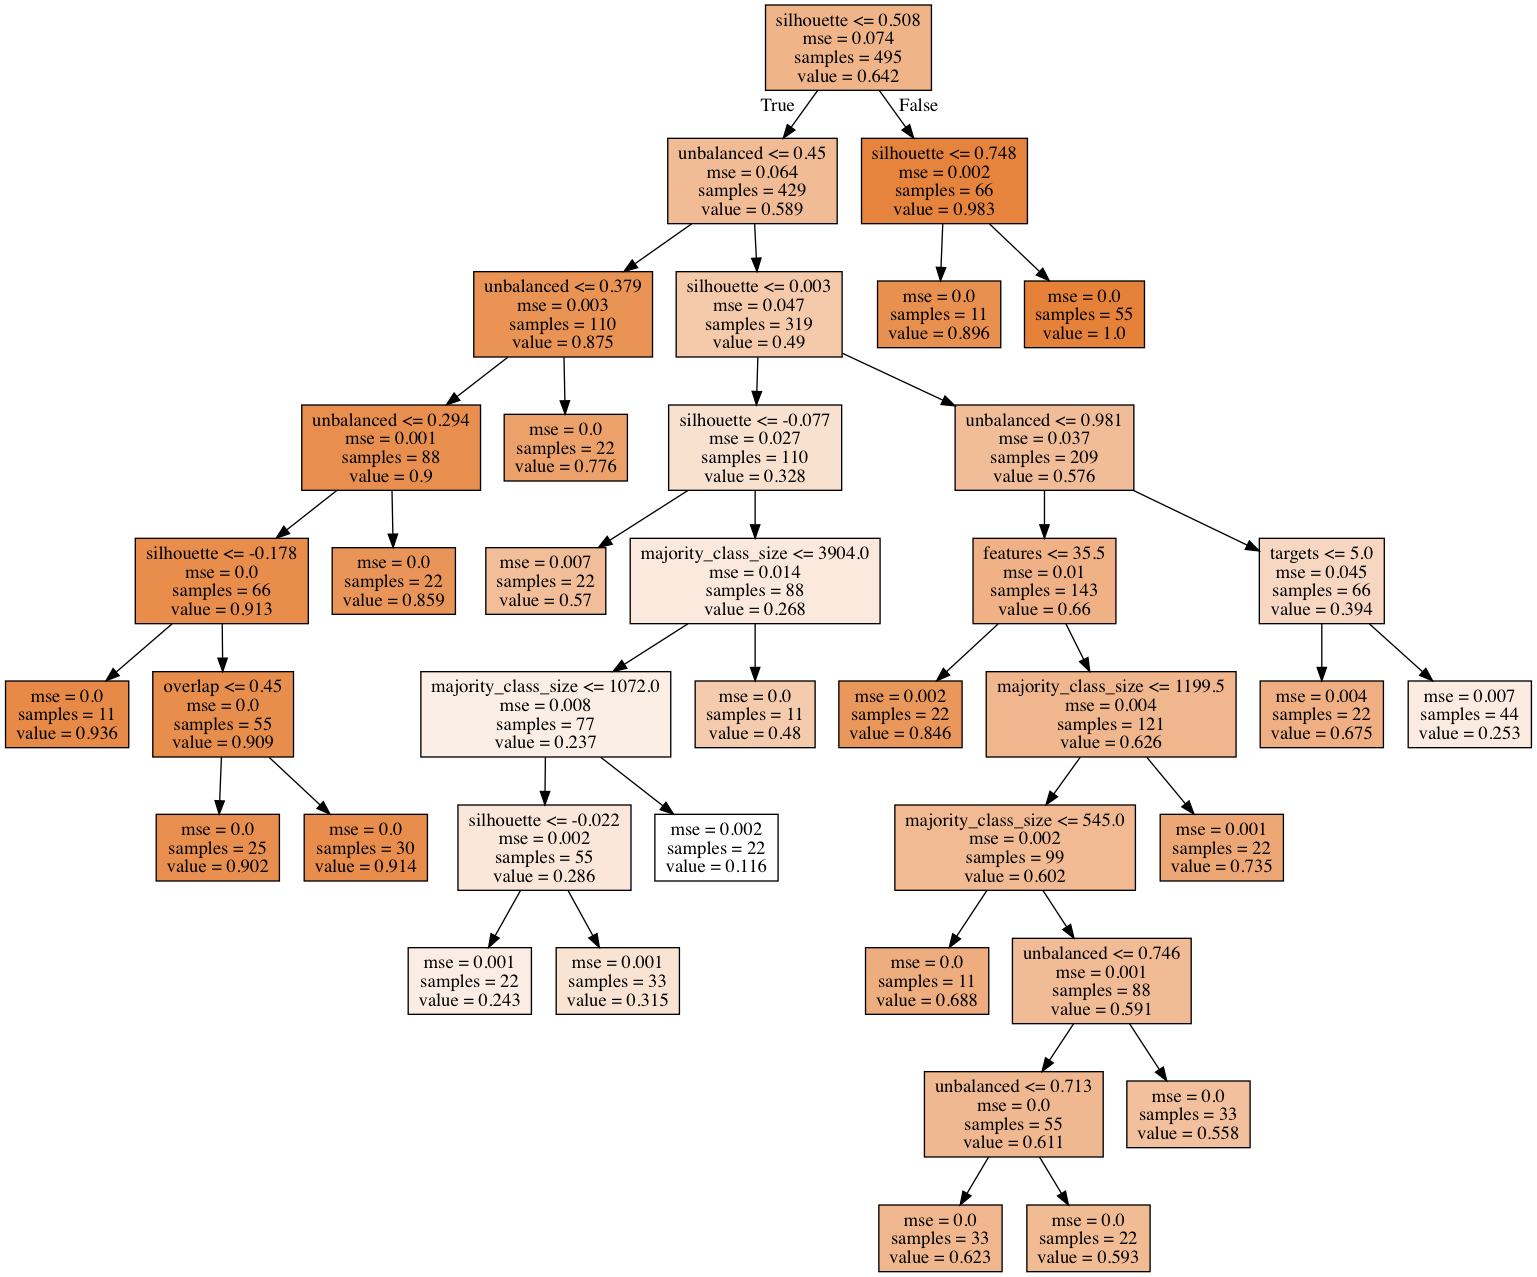 silhouette <= 0.508
mse = 0.074
samples = 495
value = 0.642
True
False
unbalanced <= 0.45
mse = 0.064
samples = 429
value = 0.589
silhouette <= 0.748
mse = 0.002
samples = 66
value = 0.983
unbalanced <= 0.379
mse = 0.003
samples = 110
value = 0.875
silhouette <= 0.003
mse = 0.047
samples = 319
value = 0.49
mse = 0.0
samples = 11
value = 0.896
mse = 0.0
samples = 55
value = 1.0
unbalanced <= 0.294
mse = 0.001
samples = 88
value = 0.9
mse = 0.0
samples = 22
value = 0.776
silhouette <= -0.077
mse = 0.027
samples = 110
value = 0.328
unbalanced <= 0.981
mse = 0.037
samples = 209
value = 0.576
silhouette <= -0.178
mse = 0.0
samples = 66
value = 0.913
mse = 0.0
samples = 22
value = 0.859
mse = 0.007
samples = 22
value = 0.57
majority_class_size <= 3904.0
mse = 0.014
samples = 88
value = 0.268
features <= 35.5
mse = 0.01
samples = 143
value = 0.66
targets <= 5.0
mse = 0.045
samples = 66
value = 0.394
mse = 0.0
samples = 11
value = 0.936
overlap <= 0.45
mse = 0.0
samples = 55
value = 0.909
majority_class_size <= 1072.0
mse = 0.008
samples = 77
value = 0.237
mse = 0.0
samples = 11
value = 0.48
mse = 0.002
samples = 22
value = 0.846
majority_class_size <= 1199.5
mse = 0.004
samples = 121
value = 0.626
mse = 0.004
samples = 22
value = 0.675
mse = 0.007
samples = 44
value = 0.253
mse = 0.0
samples = 25
value = 0.902
mse = 0.0
samples = 30
value = 0.914
silhouette <= -0.022
mse = 0.002
samples = 55
value = 0.286
mse = 0.002
samples = 22
value = 0.116
majority_class_size <= 545.0
mse = 0.002
samples = 99
value = 0.602
mse = 0.001
samples = 22
value = 0.735
mse = 0.001
samples = 22
value = 0.243
mse = 0.001
samples = 33
value = 0.315
mse = 0.0
samples = 11
value = 0.688
unbalanced <= 0.746
mse = 0.001
samples = 88
value = 0.591
unbalanced <= 0.713
mse = 0.0
samples = 55
value = 0.611
mse = 0.0
samples = 33
value = 0.558
mse = 0.0
samples = 33
value = 0.623
mse = 0.0
samples = 22
value = 0.593